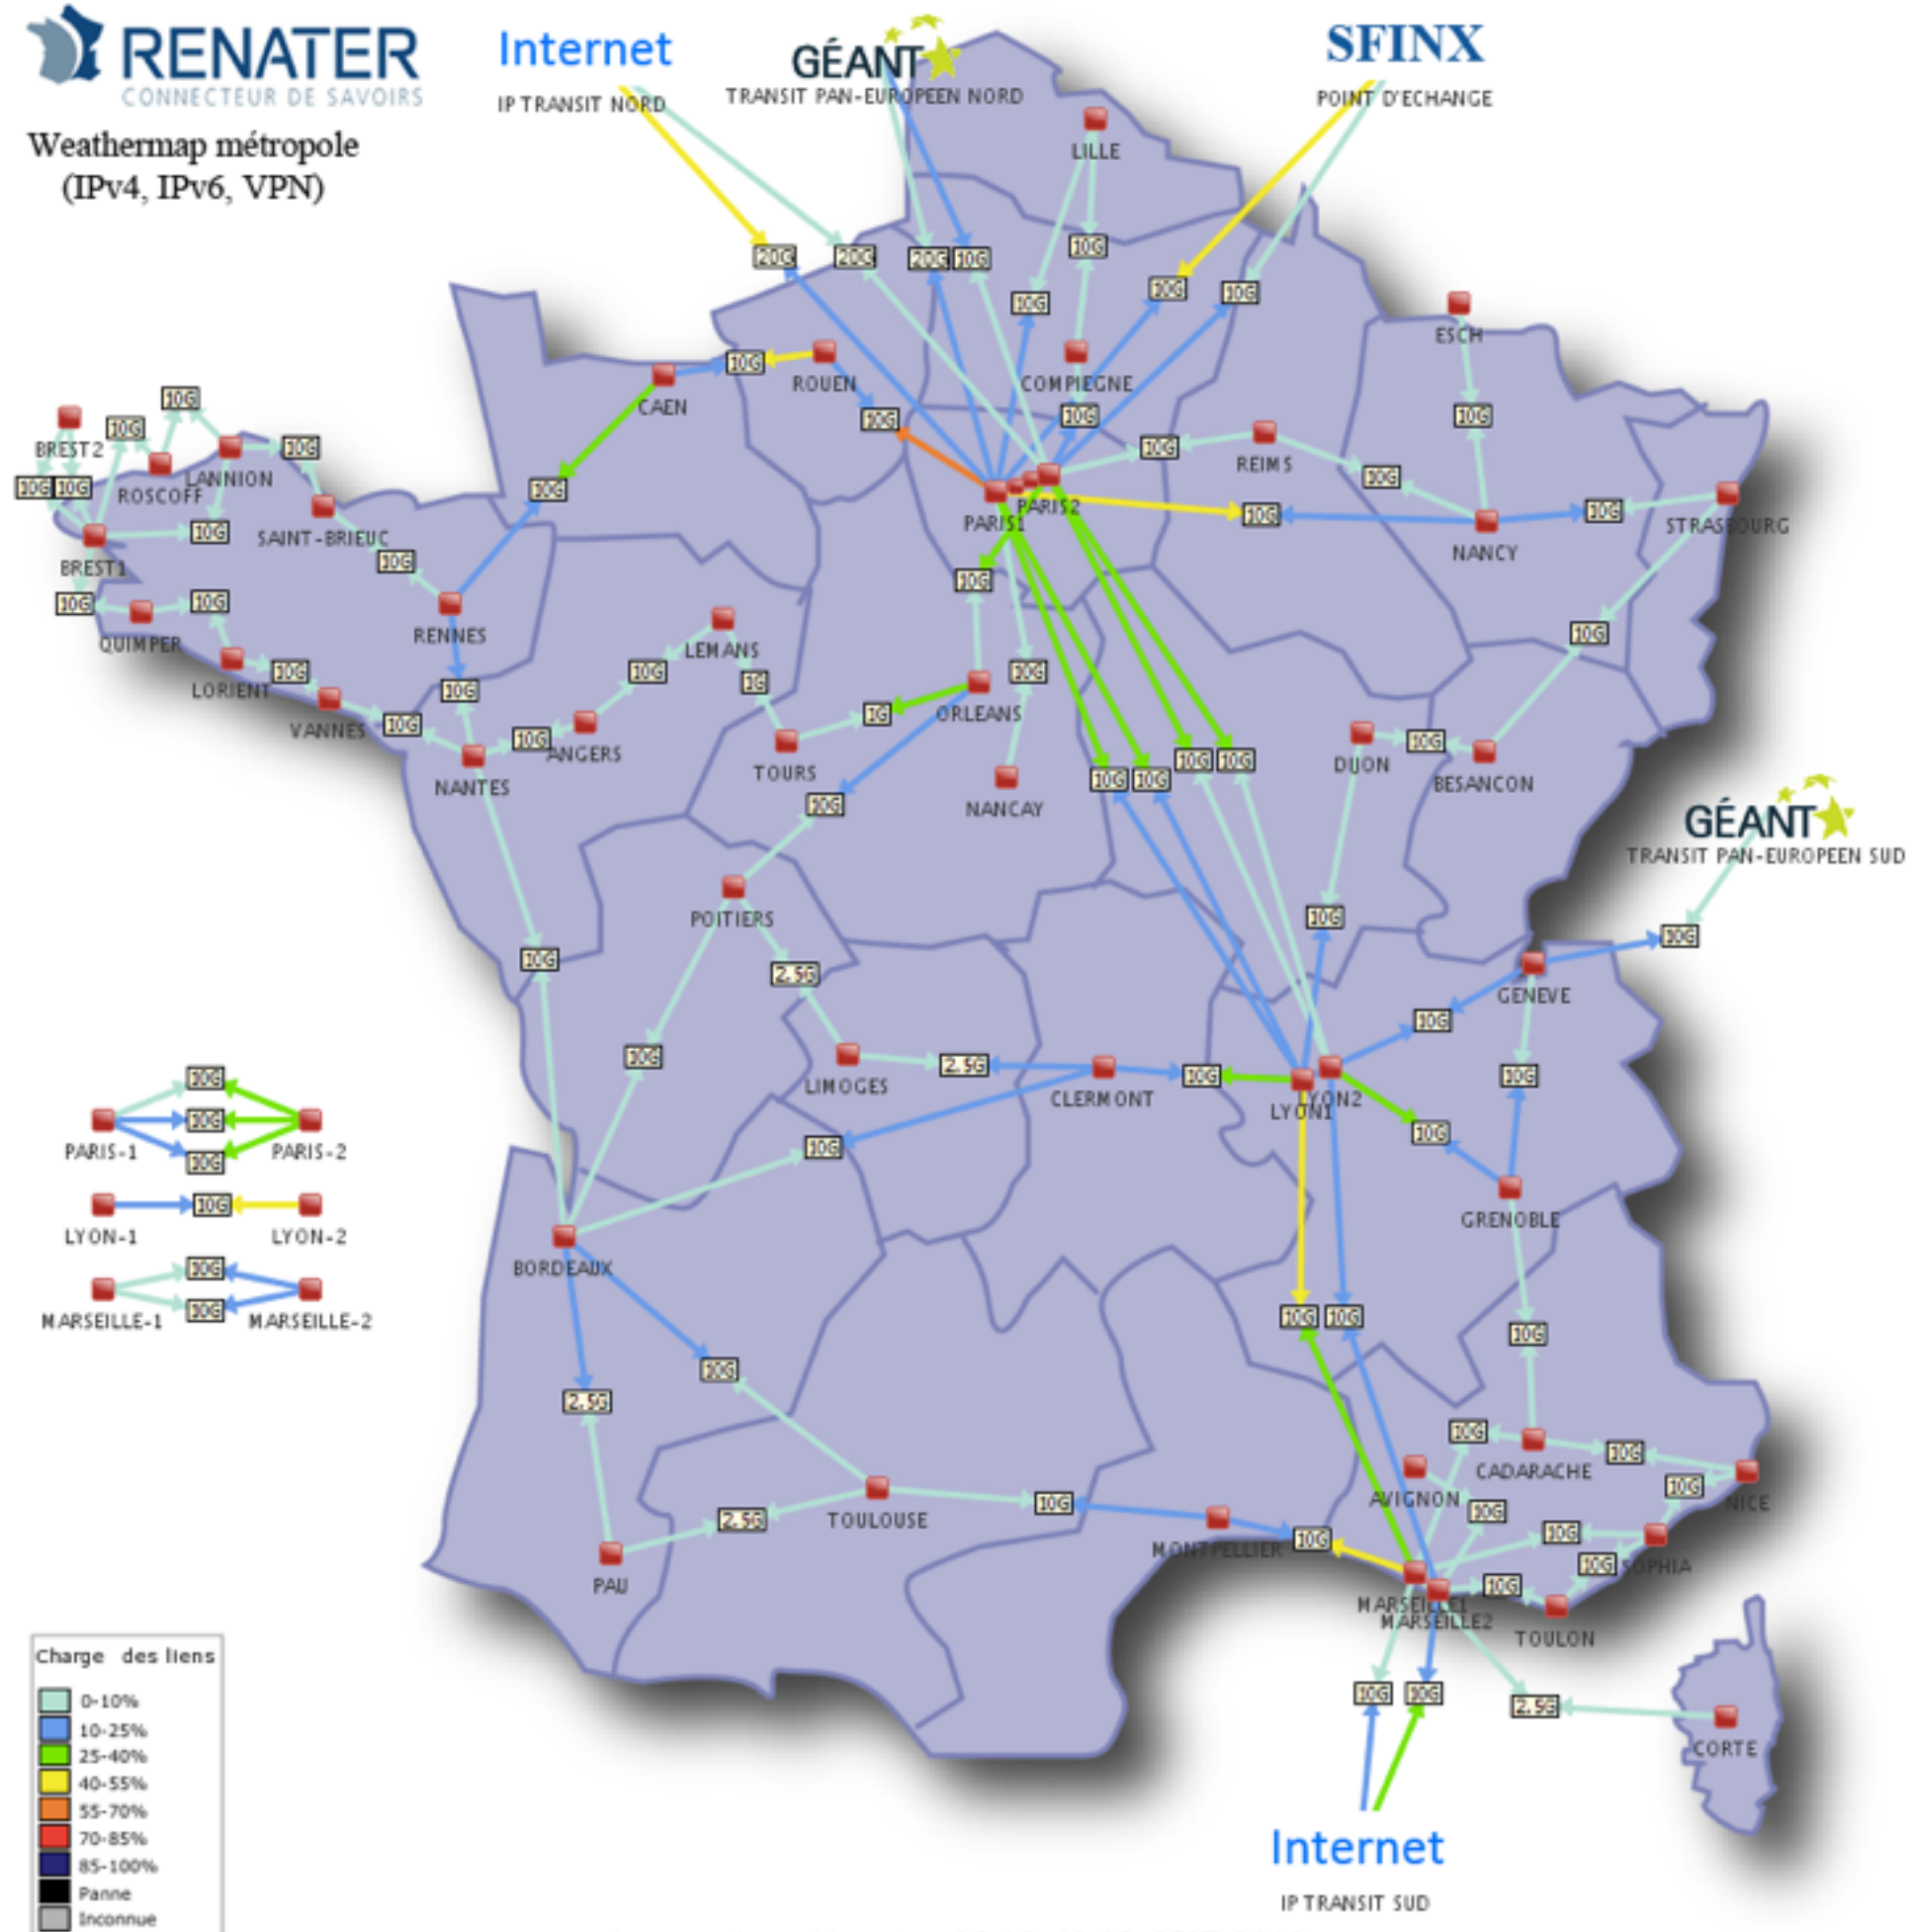 RENATER
CONNECTEUR DE SAVOIRS
Weathermap métropole
(IPv4, IPv6, VPN)
Internet
IP TRANSIT NORD
GÉANT
TRANSIT PAN-EUROPEEN NORD
SFINX
POINT D'ECHANGE
LILLE
20G 20G 20G 10G
10G
10G 10G 10G
ESCH
10G ROUEN COMPIEGNE
CAEN
10G 10G 10G
10G
10G 10G 10G REIMS
BREST2
LANNION
10G 10G ROSCOFF
10G 10G
PARIS1 PARIS2 10G 10G STRASBOURG
SAINT-BRIEUC 10G NANCY
BREST1 10G 10G
10G 10G
QUIMPER RENNES 10G
LORIENT 10G LEMANS
10G 10G 1G 10G
VANNES 10G 1G ORLEANS
10G ANGERS
NANTES TOURS 10G 10G 10G 10G DIJON 10G BESANCON
10G NANCAY
GÉANT
TRANSIT PAN-EUROPEEN SUD
POITIERS 10G
10G 2.5G 10G
GENEVE
10G
10G LIMOGES 2.5G CLERMONT 10G LYON1 LYON2 10G
10G 10G
GRENOBLE
BORDEAUX
10G
PARIS-1 10G PARIS-2
10G
LYON-1 10G LYON-2
10G
MARSEILLE-1 10G MARSEILLE-2
10G 10G 10G
10G
2.5G
10G CADARACHE 10G
AVIGNON 10G NICE
2.5G TOULOUSE 10G 10G
MONTPELLIER 10G 10G
PAU 10G SOPHIA
MARSEILLE1 10G
MARSEILLE2 TOULON
10G 10G 2.5G
CORTE
Internet
IP TRANSIT SUD
Charge des liens
0-10%
10-25%
25-40%
40-55%
55-70%
70-85%
85-100%
Panne
Inconnue